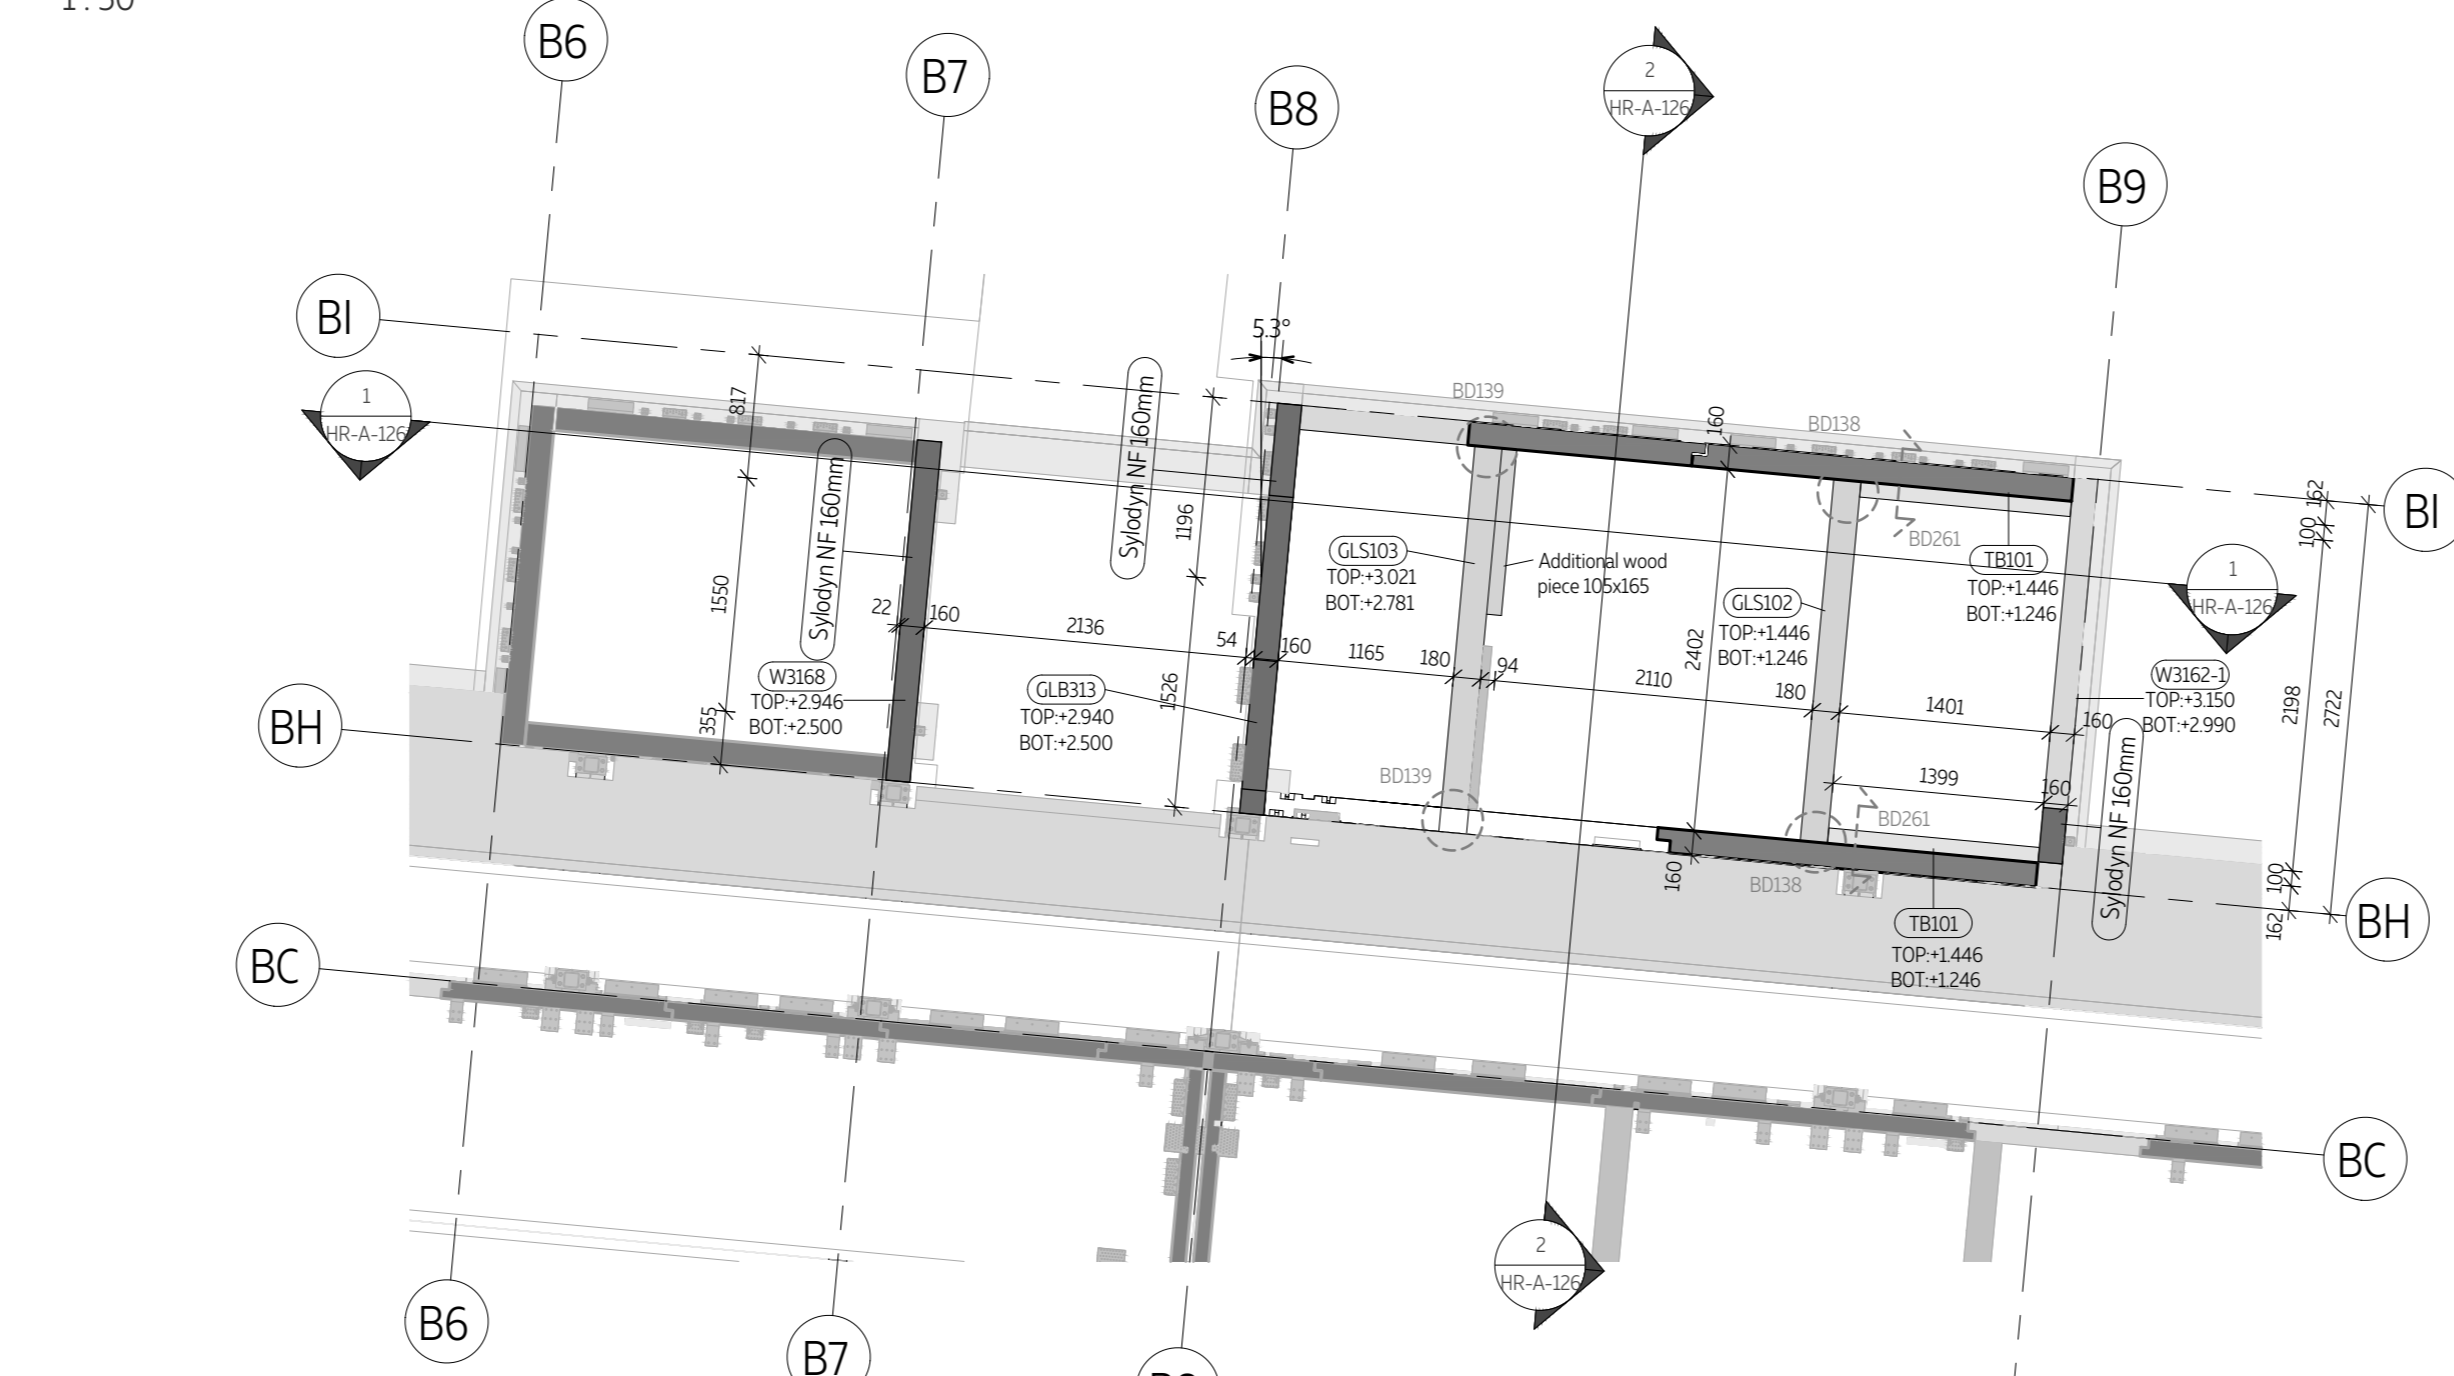 1 : 50
B6
B7
B8
2
HR-A-126
B9
BI
5.3°
1
HR-A-126
817
Sylodyn NF 160mm
Sylodyn NF 160mm
BD139
160
BD138
162
100
BI
1196
GLS103
TOP:+3.021
BOT:+2.781
Additional wood
piece 105x165
BD261
TB101
TOP:+1.446
BOT:+1.246
1
HR-A-126
1550
22
160
2136
54
160
1165
180
94
2110
GLS102
TOP:+1.446
BOT:+1.246
2402
180
1401
160
W3162-1
TOP:+3.150
BOT:+2.990
2198
2722
BH
355
W3168
TOP:+2.946
BOT:+2.500
GLB313
TOP:+2.940
BOT:+2.500
1526
BD139
1399
160
Sylodyn NF 160mm
BD261
160
BD138
100
162
BH
TB101
TOP:+1.446
BOT:+1.246
BC
BC
2
HR-A-126
B6
B7